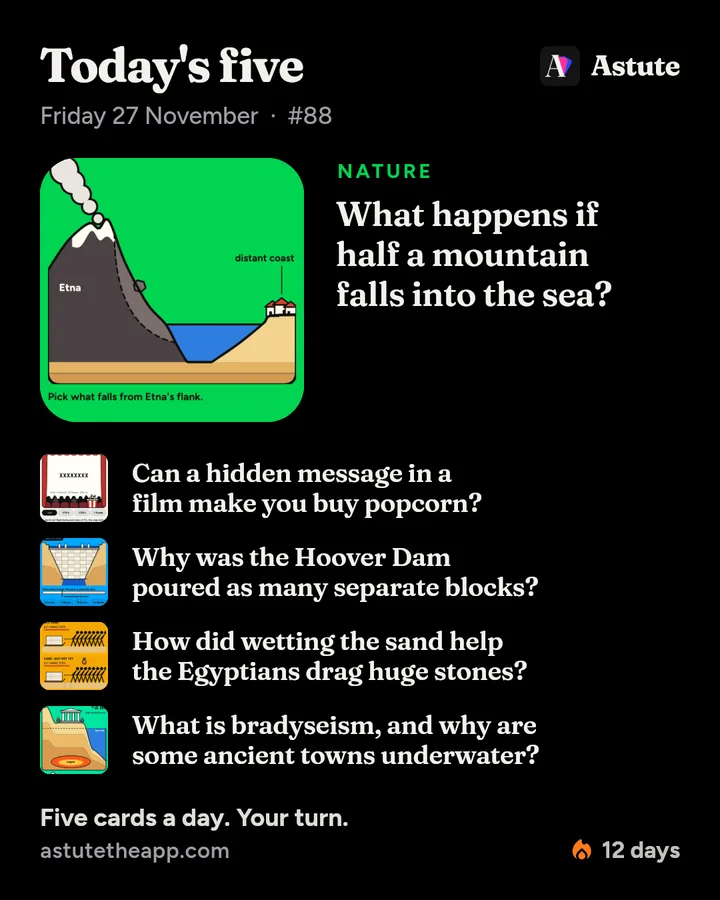 Today's five
Astute
Friday 27 November · #88
NATURE
What happens if
half a mountain
falls into the sea?
distant coast
Etna
Pick what falls from Etna's flank.
XXXXXXXX
Can a hidden message in a
film make you buy popcorn?
Why was the Hoover Dam
poured as many separate blocks?
How did wetting the sand help
the Egyptians drag huge stones?
What is bradyseism, and why are
some ancient towns underwater?
Five cards a day. Your turn.
astutetheapp.com
12 days